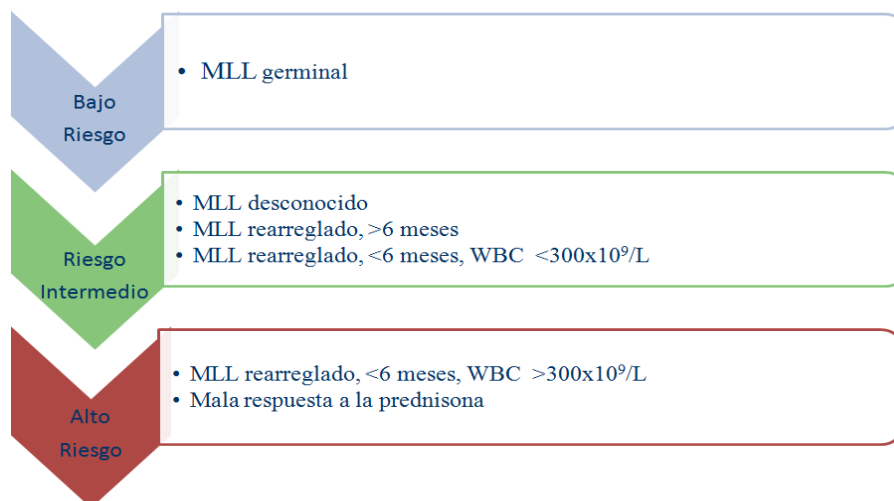 Bajo
Riesgo
• MLL germinal
Riesgo
Intermedio
• MLL desconocido
• MLL rearreglado, >6 meses
• MLL rearreglado, <6 meses, WBC <300x10⁹/L
Alto
Riesgo
• MLL rearreglado, <6 meses, WBC >300x10⁹/L
• Mala respuesta a la prednisona